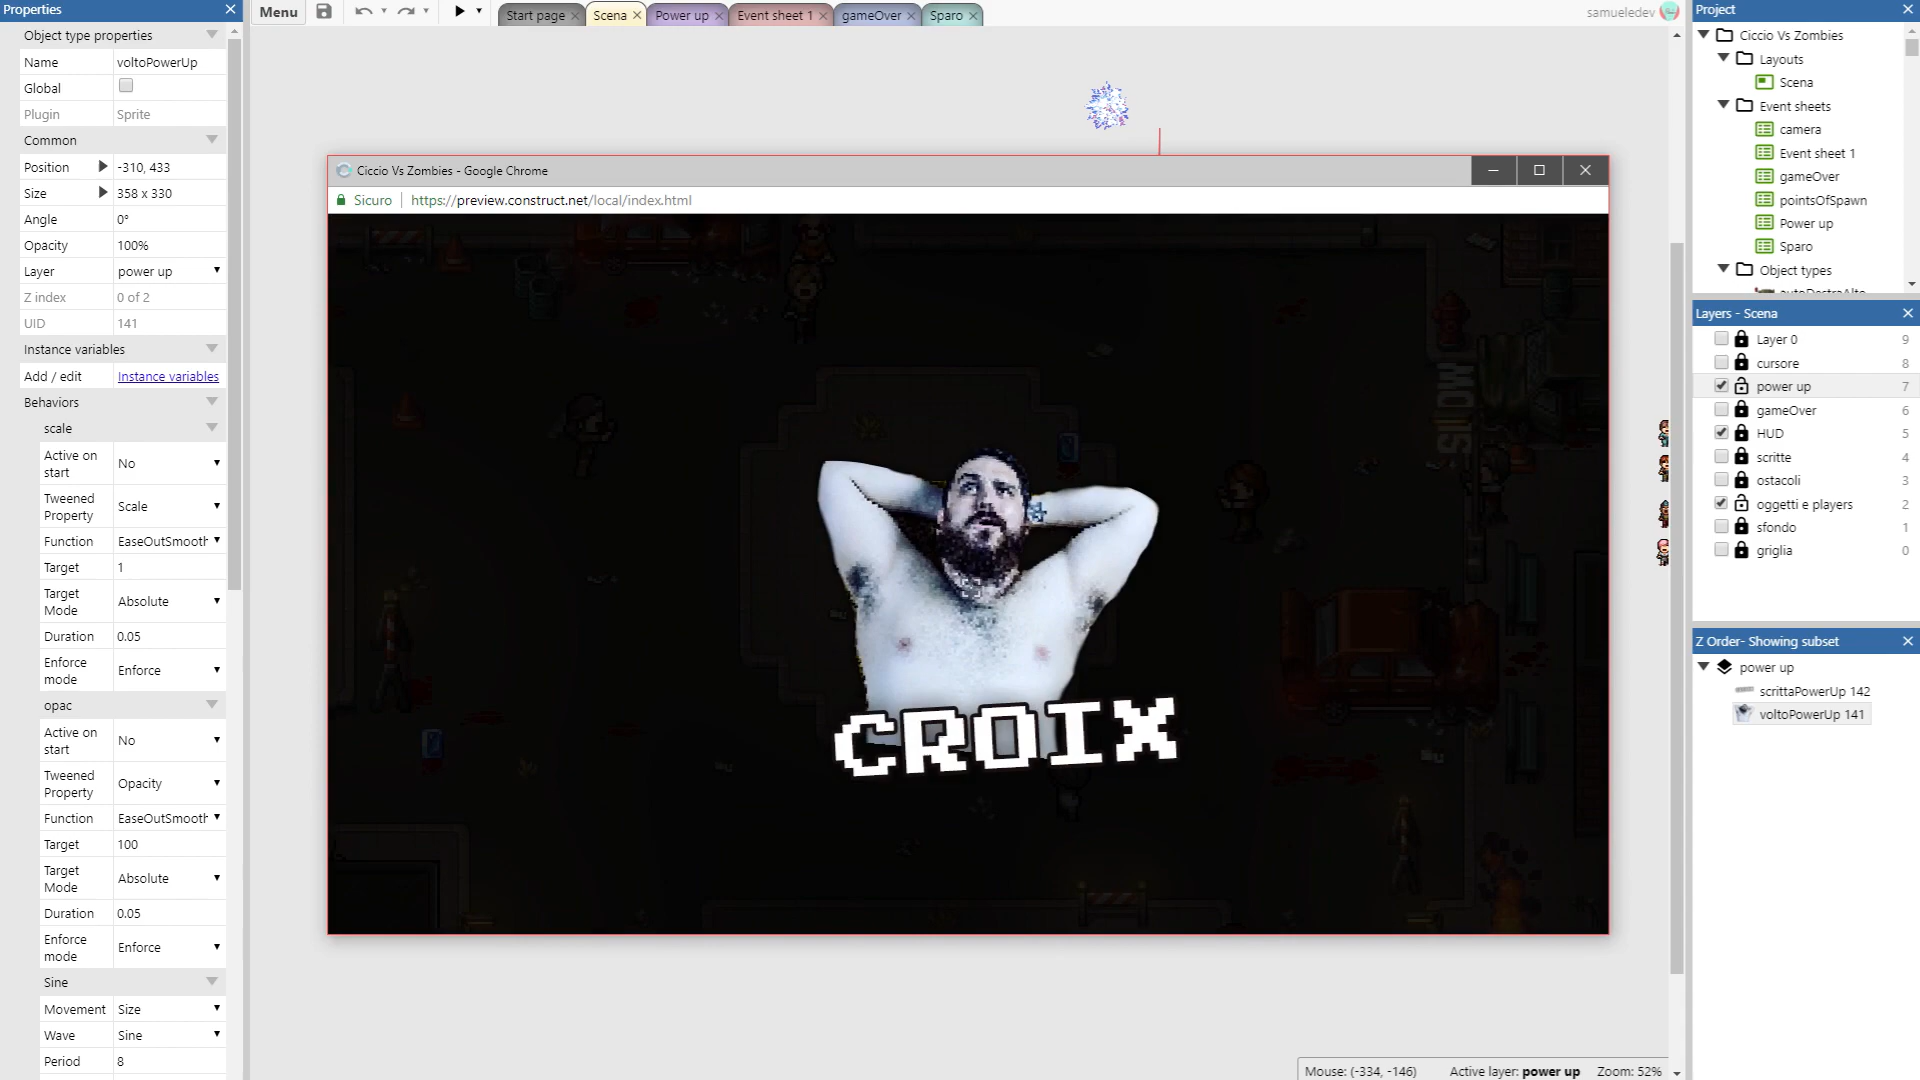 Properties
Object type properties
Name voltoPowerUp
Global
Plugin Sprite
Common
Position -310, 433
Size 358 x 330
Angle 0°
Opacity 100%
Layer power up
Z index 0 of 2
UID 141
Instance variables
Add / edit Instance variables
Behaviors
scale
Active on start No
Tweened Property Scale
Function EaseOutSmooth
Target 1
Target Mode Absolute
Duration 0.05
Enforce mode Enforce
opac
Active on start No
Tweened Property Opacity
Function EaseOutSmooth
Target 100
Target Mode Absolute
Duration 0.05
Enforce mode Enforce
Sine
Movement Size
Wave Sine
Period 8
Menu
Start page
Scena
Power up
Event sheet 1
gameOver
Sparo
samueledev
Ciccio Vs Zombies - Google Chrome
Sicuro https://preview.construct.net/local/index.html
CROIX
Mouse: (-334, -146) Active layer: power up Zoom: 52%
Project
Ciccio Vs Zombies
Layouts
Scena
Event sheets
camera
Event sheet 1
gameOver
pointsOfSpawn
Power up
Sparo
Object types
Layers - Scena
Layer 0 9
cursore 8
power up 7
gameOver 6
HUD 5
scritte 4
ostacoli 3
oggetti e players 2
sfondo 1
griglia 0
Z Order- Showing subset
power up
scrittaPowerUp 142
voltoPowerUp 141